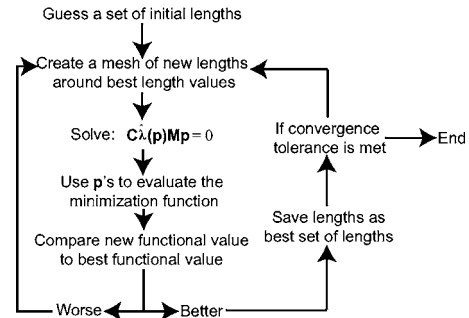 Guess a set of initial lengths
Create a mesh of new lengths
around best length values
Solve: Cλ̂(p)Mp = 0
Use p's to evaluate the
minimization function
Compare new functional value
to best functional value
Worse
Better
Save lengths as
best set of lengths
If convergence
tolerance is met
End